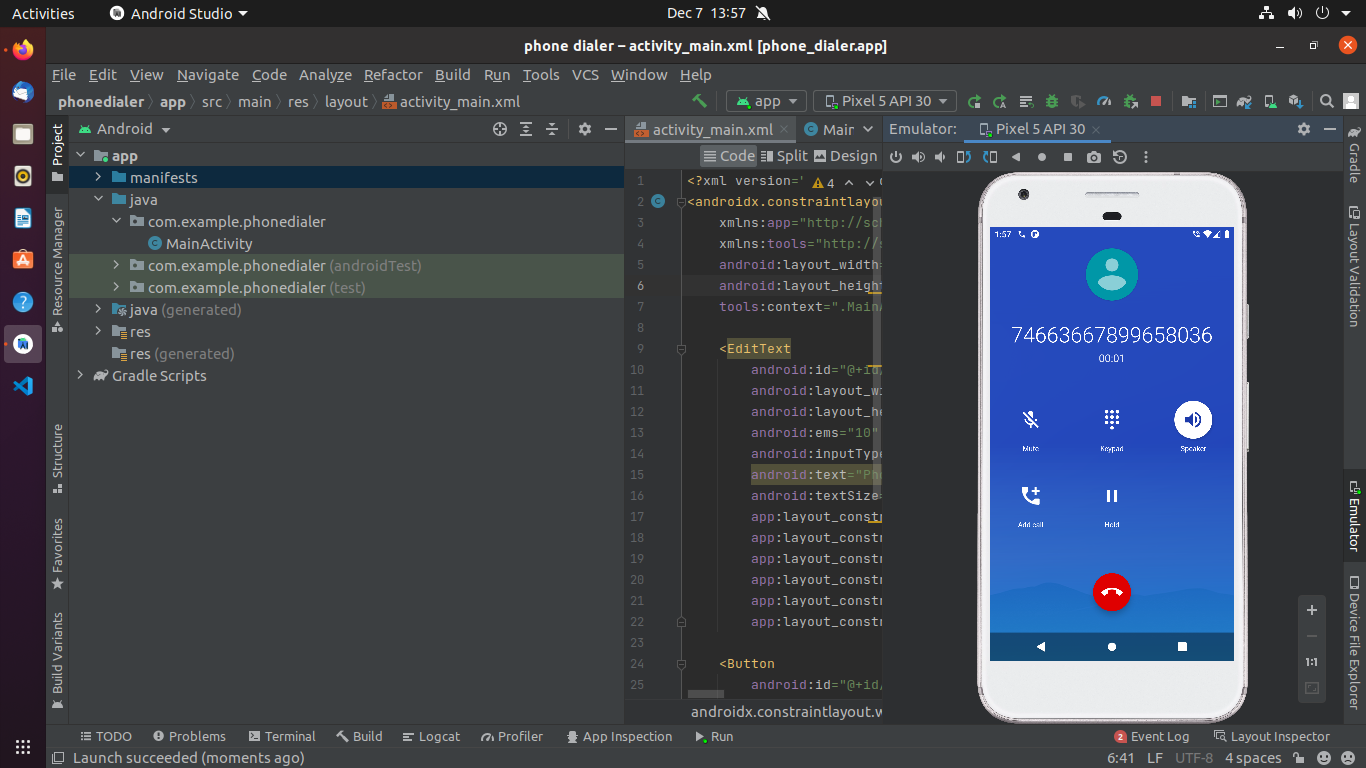 Activities
Android Studio
Dec 7 13:57
phone dialer – activity_main.xml [phone_dialer.app]
File Edit View Navigate Code Analyze Refactor Build Run Tools VCS Window Help
phonedialer app src main res layout activity_main.xml
app
Pixel 5 API 30
Project
Resource Manager
Structure
Favorites
Build Variants
Android
app
manifests
java
com.example.phonedialer
MainActivity
com.example.phonedialer (androidTest)
com.example.phonedialer (test)
java (generated)
res
res (generated)
Gradle Scripts
activity_main.xml
Mair
Code Split Design
4
1 <?xml version='
2 <androidx.constraintlayou
3 xmlns:app="http://sch
4 xmlns:tools="http://s
5 android:layout_width=
6 android:layout_height
7 tools:context=".Main
8
9 <EditText
10 android:id="@+id/
11 android:layout_wi
12 android:layout_he
13 android:ems="10"
14 android:inputType
15 android:text="Ph
16 android:textSize=
17 app:layout_constr
18 app:layout_constr
19 app:layout_constr
20 app:layout_constr
21 app:layout_constr
22 app:layout_constr
23
24 <Button
25 android:id="@+id/
androidx.constraintlayout.w
Emulator: Pixel 5 API 30
1:57
74663667899658036
00:01
Mute Keypad Speaker
Add call Hold
1:1
Gradle
Layout Validation
Emulator
Device File Explorer
TODO Problems Terminal Build Logcat Profiler App Inspection Run
2 Event Log Layout Inspector
Launch succeeded (moments ago)
6:41 LF UTF-8 4 spaces